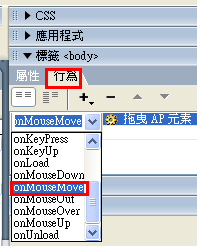 CSS
應用程式
標籤 <body>
屬性 行為
onMouseMove 拖曳 AP 元素
onKeyPress
onKeyUp
onLoad
onMouseDown
onMouseMove
onMouseOut
onMouseOver
onMouseUp
onUnload